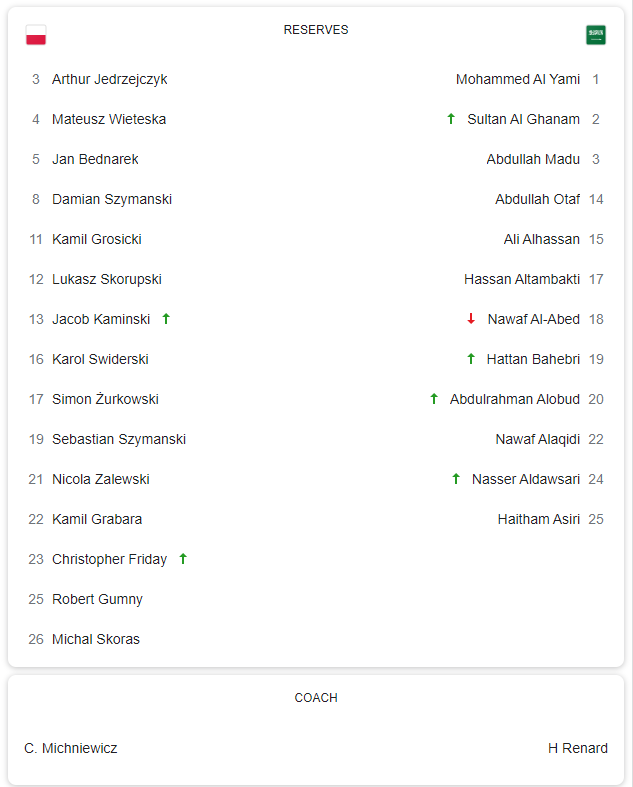 RESERVES
3 Arthur Jedrzejczyk Mohammed Al Yami 1
4 Mateusz Wieteska Sultan Al Ghanam 2
5 Jan Bednarek Abdullah Madu 3
8 Damian Szymanski Abdullah Otaf 14
11 Kamil Grosicki Ali Alhassan 15
12 Lukasz Skorupski Hassan Altambakti 17
13 Jacob Kaminski Nawaf Al-Abed 18
16 Karol Swiderski Hattan Bahebri 19
17 Simon Żurkowski Abdulrahman Alobud 20
19 Sebastian Szymanski Nawaf Alaqidi 22
21 Nicola Zalewski Nasser Aldawsari 24
22 Kamil Grabara Haitham Asiri 25
23 Christopher Friday
25 Robert Gumny
26 Michal Skoras
COACH
C. Michniewicz H Renard